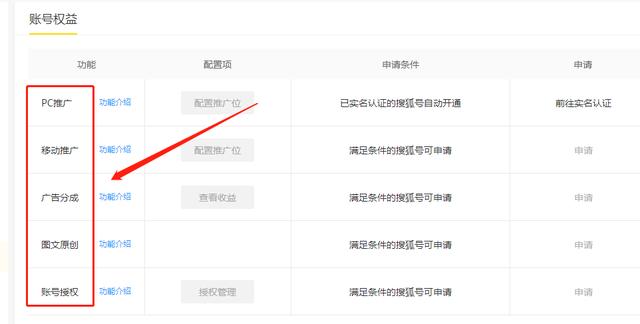 账号权益
功能 配置项 申请条件 申请
PC推广 功能介绍 配置推广位 已实名认证的搜狐号自动开通 前往实名认证
移动推广 功能介绍 配置推广位 满足条件的搜狐号可申请 申请
广告分成 功能介绍 查看收益 满足条件的搜狐号可申请 申请
图文原创 功能介绍 满足条件的搜狐号可申请 申请
账号授权 功能介绍 授权管理 满足条件的搜狐号可申请 申请